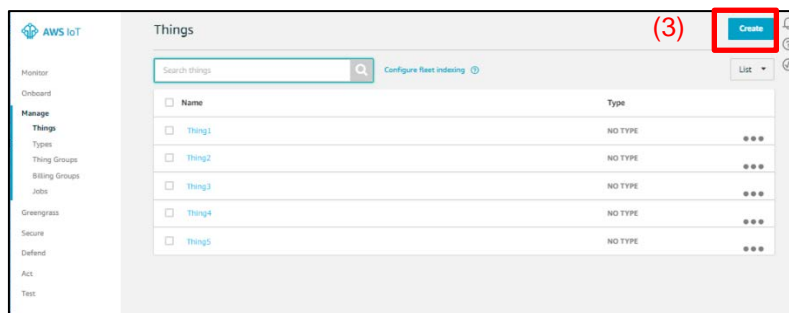 AWS IoT
Things
(3)
Create
Monitor
Search things
Configure fleet indexing
List
Onboard
Manage
Name
Type
Things
Thing1
NO TYPE
Types
Thing Groups
Thing2
NO TYPE
Billing Groups
Jobs
Thing3
NO TYPE
Greengrass
Thing4
NO TYPE
Secure
Thing5
NO TYPE
Defend
Act
Test